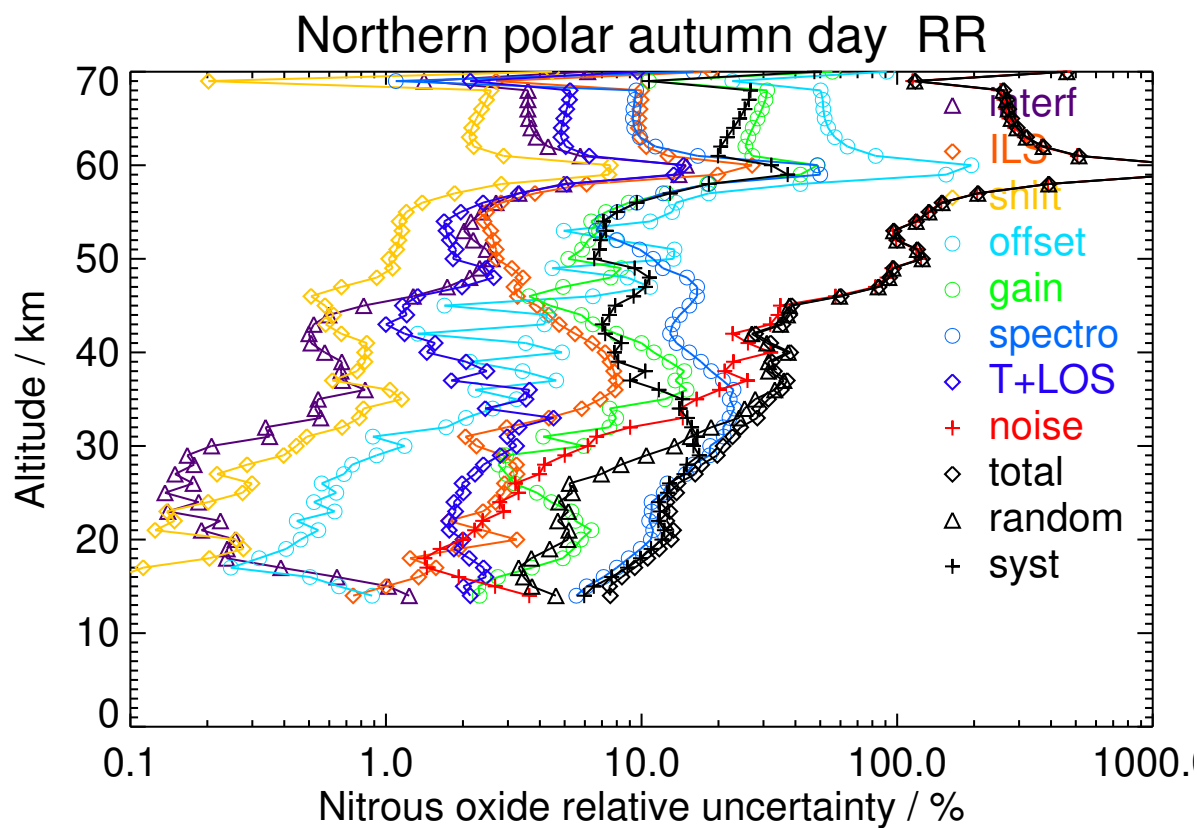 Northern polar autumn day RR
70
60
50
40
30
20
10
0
Altitude / km
interf
ILS
shift
offset
gain
spectro
T+LOS
noise
total
random
syst
0.1 1.0 10.0 100.0 1000.0
Nitrous oxide relative uncertainty / %